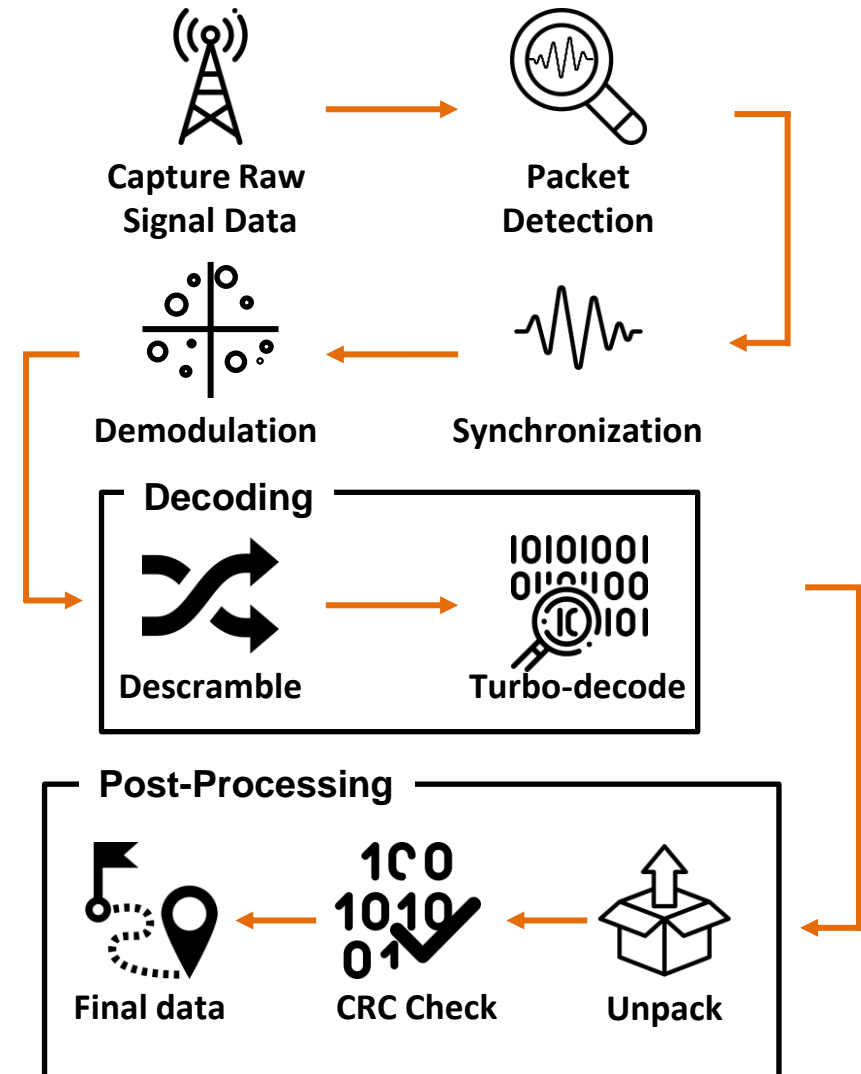 Capture Raw
Signal Data
Packet
Detection
Demodulation
Synchronization
Decoding
10101001
Descramble
Turbo-decode
Post-Processing
Final data
CRC Check
Unpack